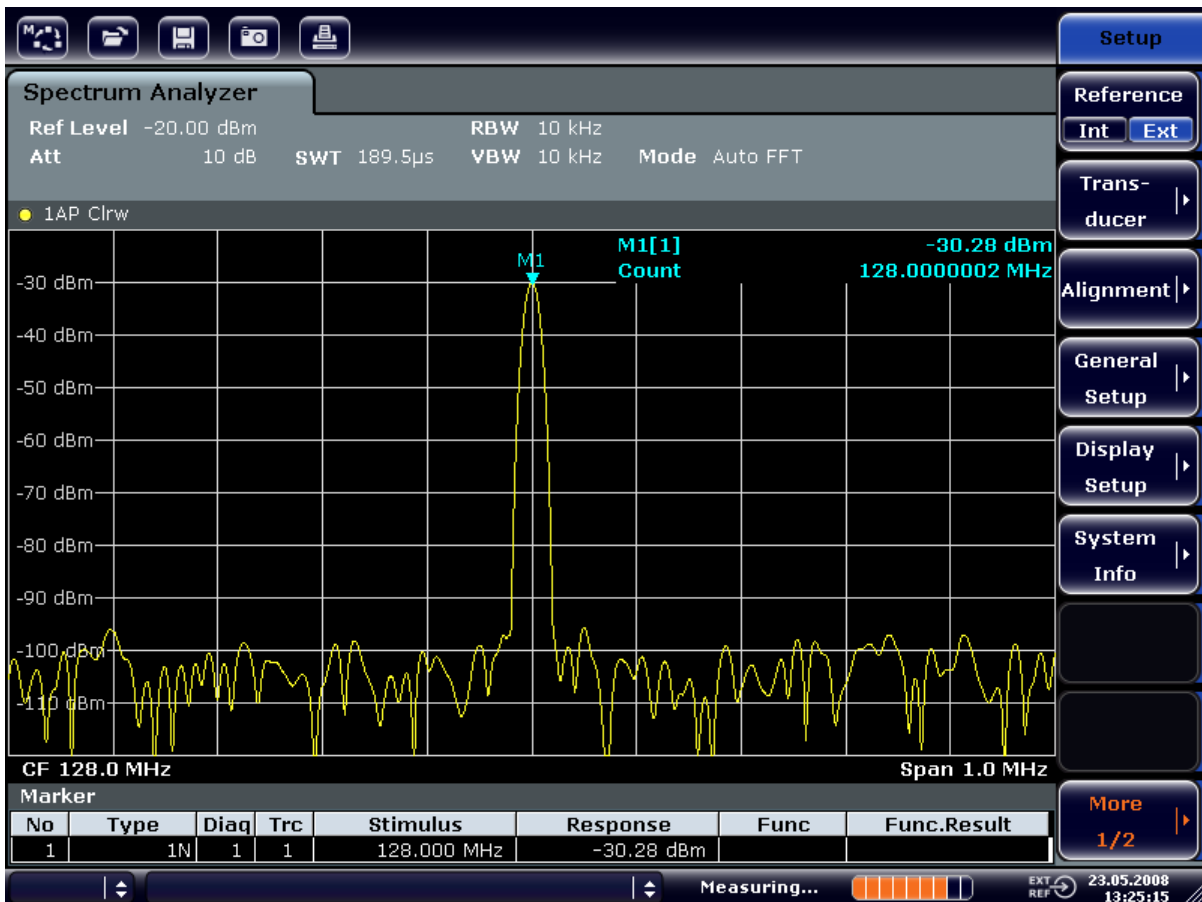 M
Setup
Spectrum Analyzer
Ref Level -20.00 dBm RBW 10 kHz
Att 10 dB SWT 189.5µs VBW 10 kHz Mode Auto FFT
1AP Clrw
M1[1] -30.28 dBm
Count 128.0000002 MHz
M1
-30 dBm
-40 dBm
-50 dBm
-60 dBm
-70 dBm
-80 dBm
-90 dBm
-100 dBm
-110 dBm
CF 128.0 MHz Span 1.0 MHz
Marker
No Type Diaq Trc Stimulus Response Func Func.Result
1 1N 1 1 128.000 MHz -30.28 dBm
Measuring...
EXT REF
23.05.2008
13:25:15
Reference
Int Ext
Trans-
ducer
Alignment
General
Setup
Display
Setup
System
Info
More
1/2